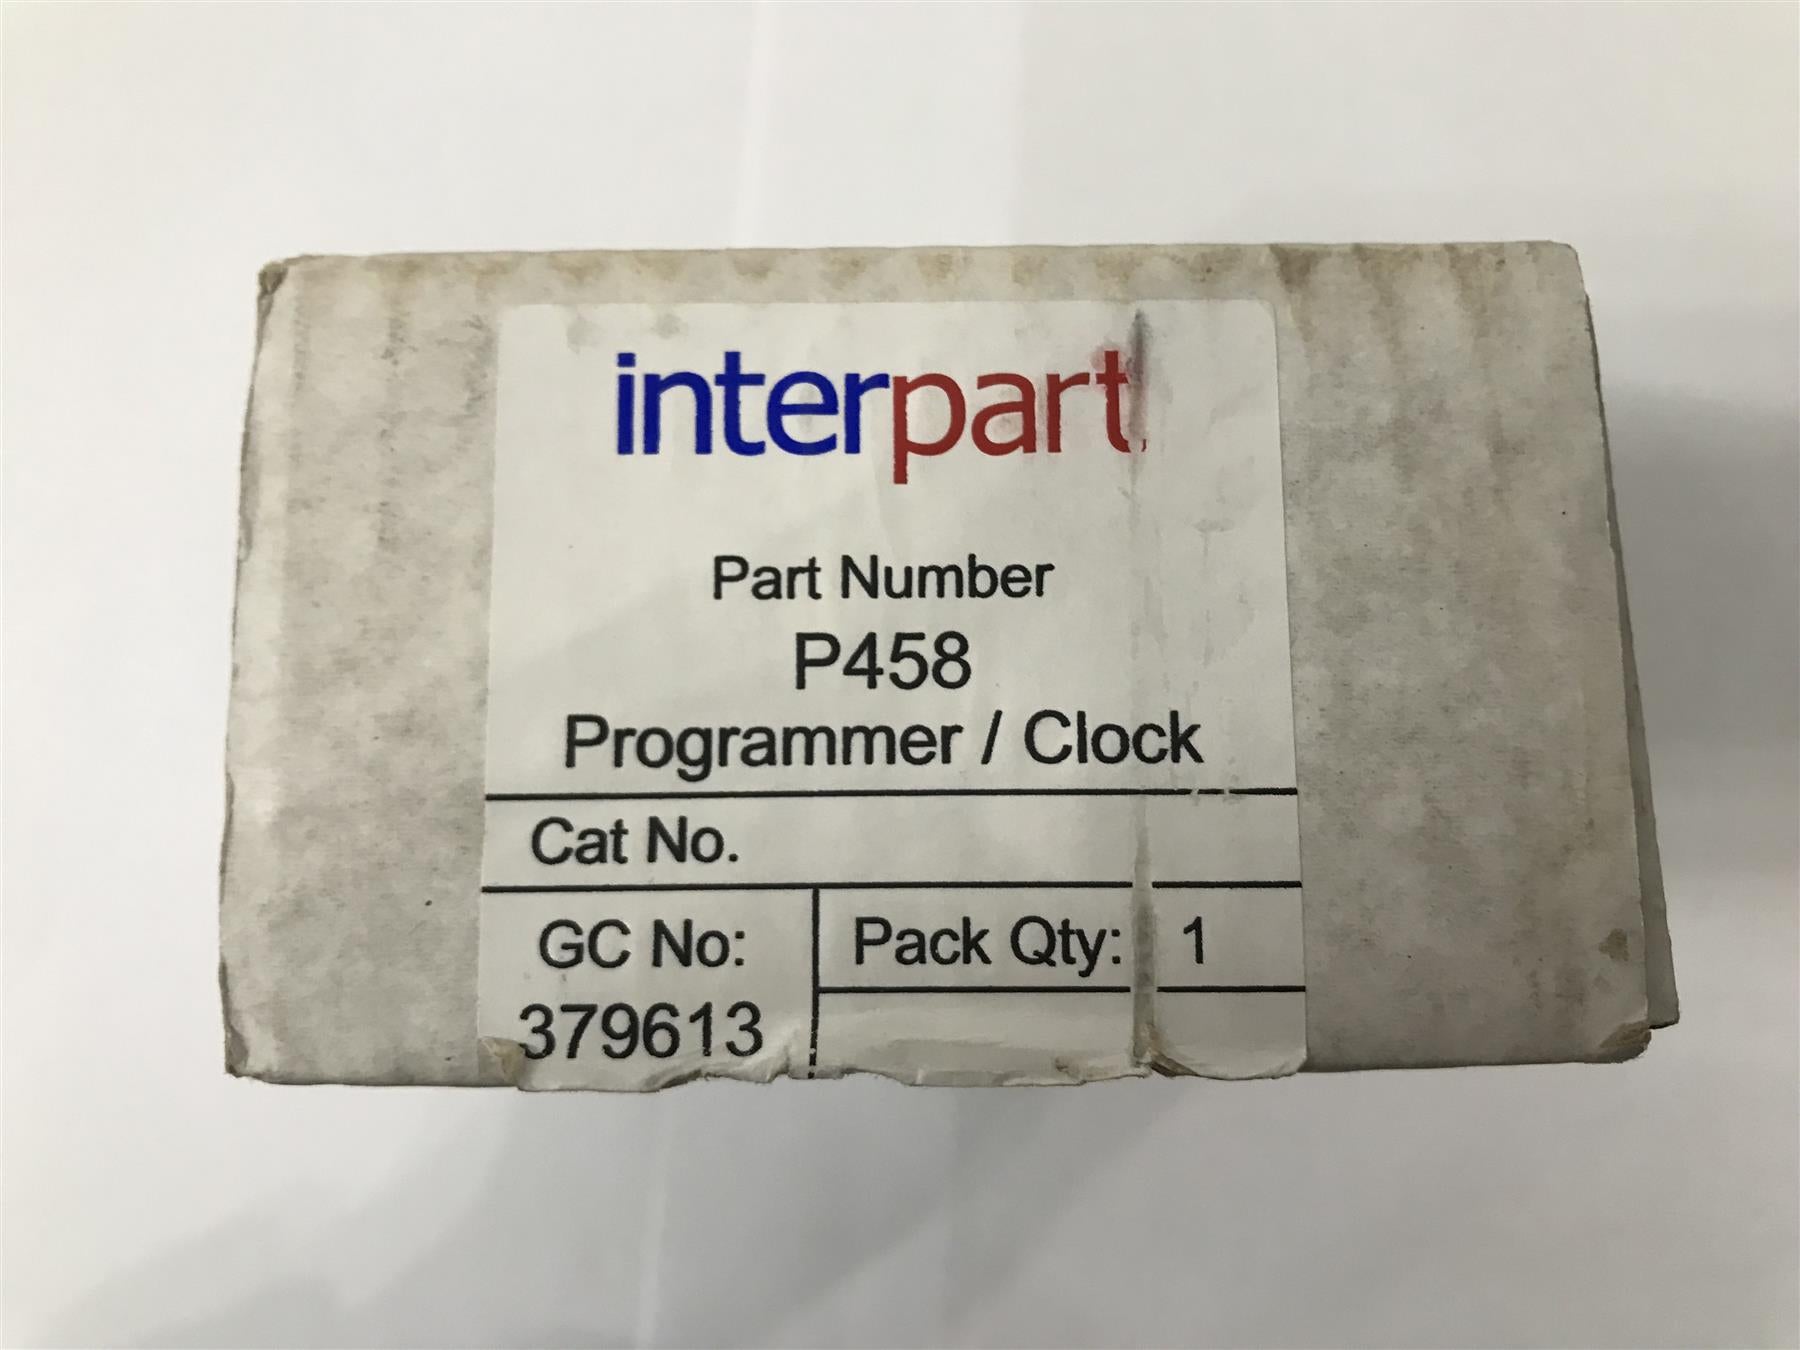 interpart
Part Number
P458
Programmer / Clock
Cat No.
GC No:
379613
Pack Qty: 1